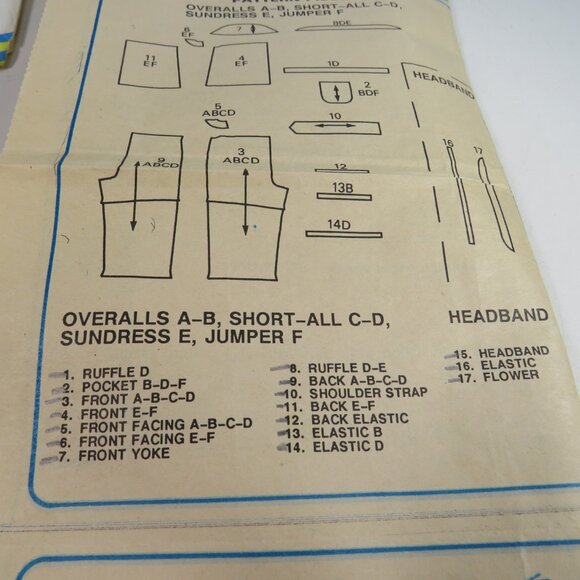 OVERALLS A-B, SHORT-ALL C-D,
SUNDRESS E, JUMPER F
8
EF
7
8DE
11
EF
4
EF
1D
2
BDF
HEADBAND
5
ABCD
10
9
ABCD
3
ABCD
12
13B
14D
16
17
OVERALLS A-B, SHORT-ALL C-D,
SUNDRESS E, JUMPER F
1. RUFFLE D
2. POCKET B-D-F
3. FRONT A-B-C-D
4. FRONT E-F
5. FRONT FACING A-B-C-D
6. FRONT FACING E-F
7. FRONT YOKE
8. RUFFLE D-E
9. BACK A-B-C-D
10. SHOULDER STRAP
11. BACK E-F
12. BACK ELASTIC
13. ELASTIC B
14. ELASTIC D
HEADBAND
15. HEADBAND
16. ELASTIC
17. FLOWER